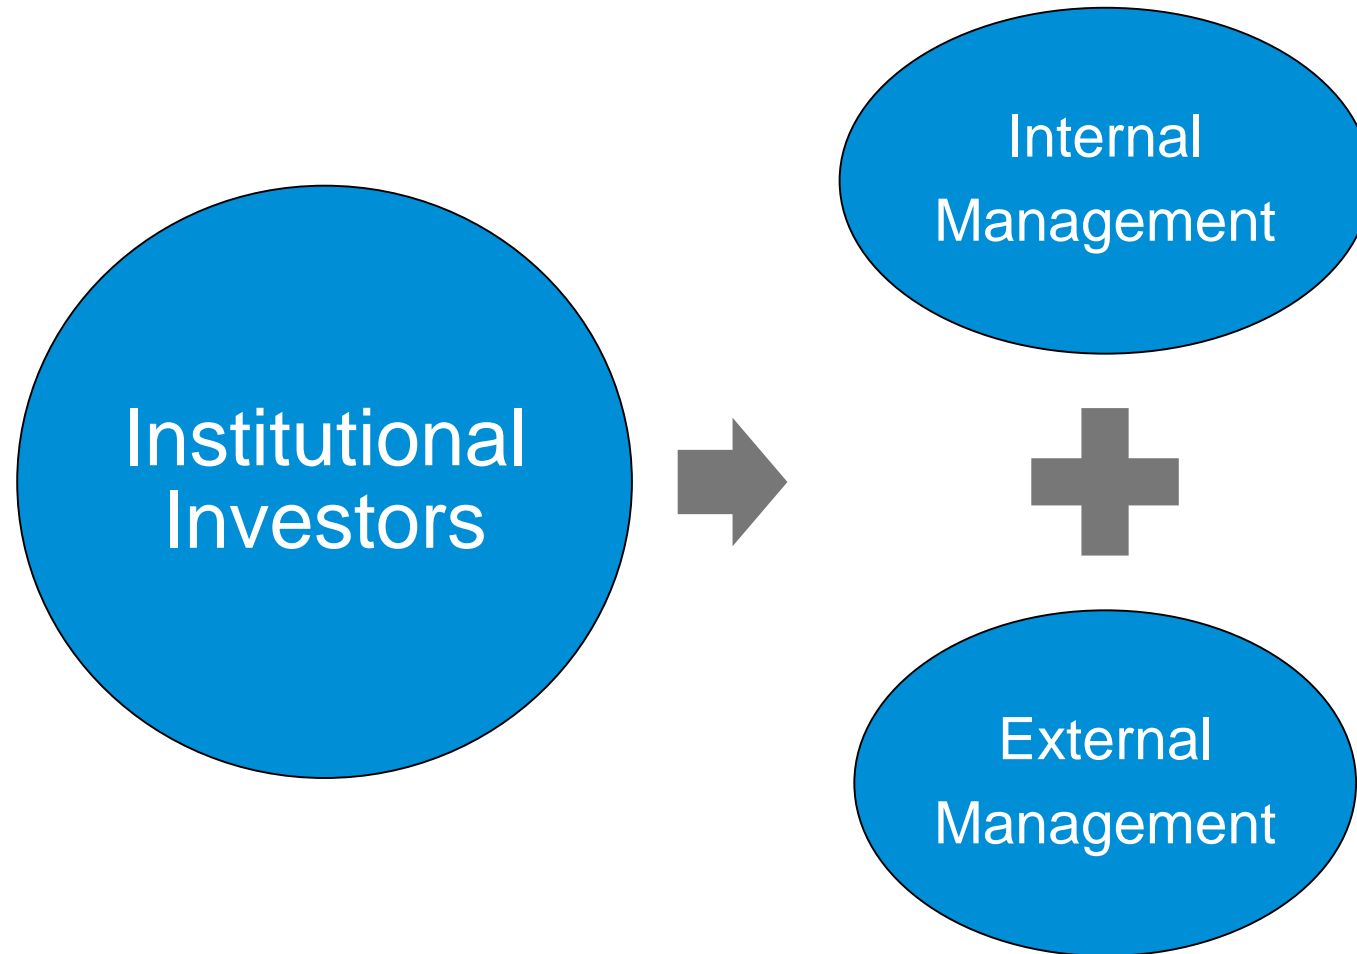 Institutional
Investors
Internal
Management
External
Management